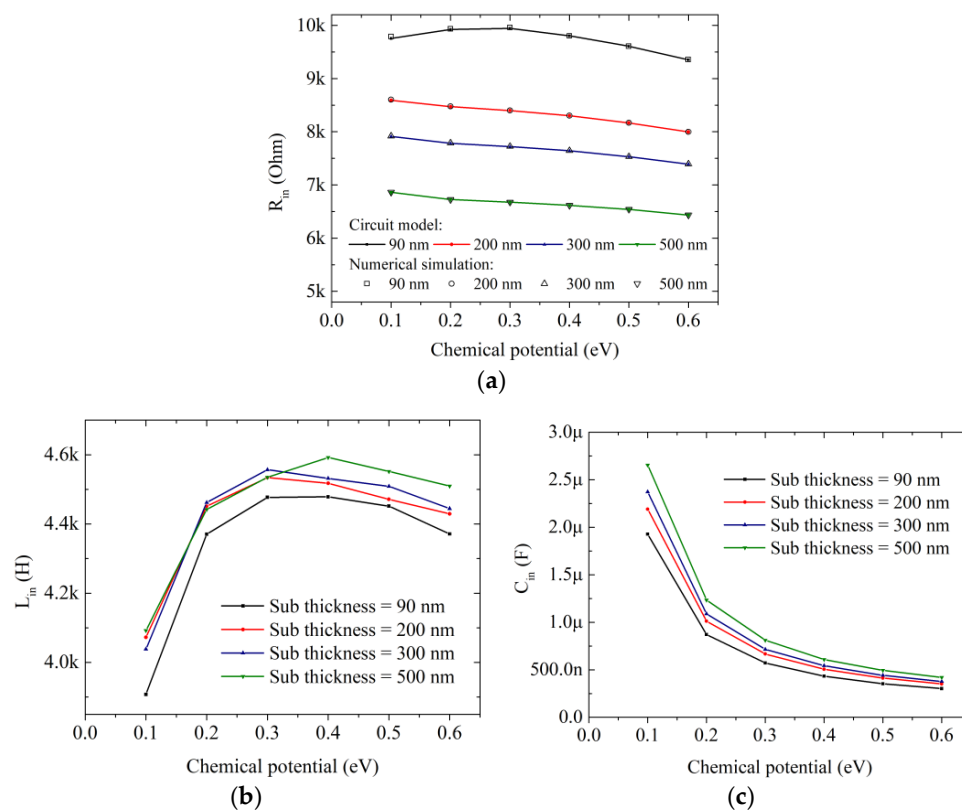 10k
9k
8k
7k
6k
5k
R_in (Ohm)
Circuit model:
90 nm 200 nm 300 nm 500 nm
Numerical simulation:
90 nm 200 nm 300 nm 500 nm
0.0 0.1 0.2 0.3 0.4 0.5 0.6
Chemical potential (eV)
(a)
4.6k
4.4k
4.2k
4.0k
L_in (H)
Sub thickness = 90 nm
Sub thickness = 200 nm
Sub thickness = 300 nm
Sub thickness = 500 nm
0.0 0.1 0.2 0.3 0.4 0.5 0.6
Chemical potential (eV)
(b)
3.0μ
2.5μ
2.0μ
1.5μ
1.0μ
500.0n
0.0
C_in (F)
Sub thickness = 90 nm
Sub thickness = 200 nm
Sub thickness = 300 nm
Sub thickness = 500 nm
0.0 0.1 0.2 0.3 0.4 0.5 0.6
Chemical potential (eV)
(c)